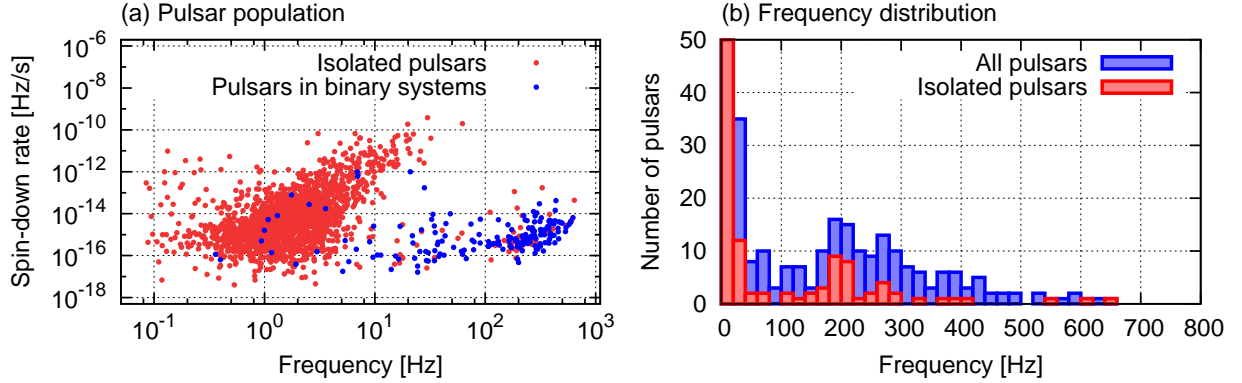 (a) Pulsar population
Spin-down rate [Hz/s]
10^-6
10^-8
10^-10
10^-12
10^-14
10^-16
10^-18
Isolated pulsars
Pulsars in binary systems
10^-1 10^0 10^1 10^2 10^3
Frequency [Hz]
(b) Frequency distribution
Number of pulsars
50
40
30
20
10
0
All pulsars
Isolated pulsars
0 100 200 300 400 500 600 700 800
Frequency [Hz]